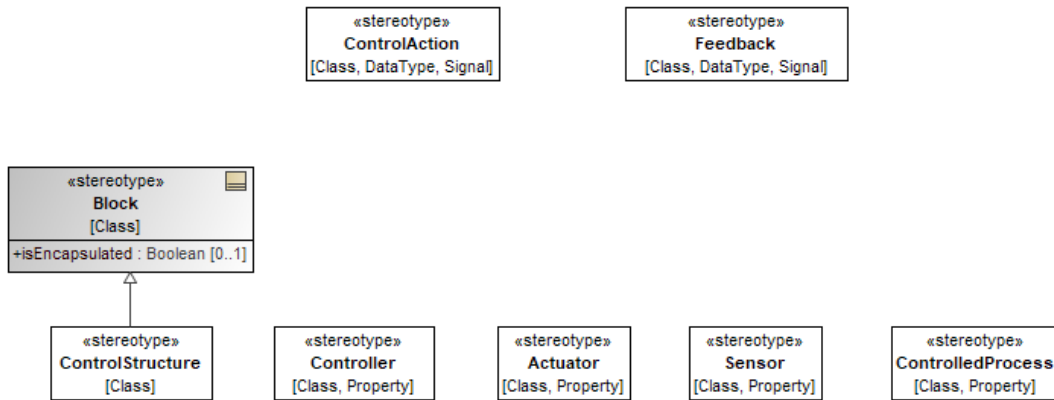 «stereotype»
ControlAction
[Class, DataType, Signal]
«stereotype»
Feedback
[Class, DataType, Signal]
«stereotype»
Block
[Class]
+isEncapsulated : Boolean [0..1]
«stereotype»
ControlStructure
[Class]
«stereotype»
Controller
[Class, Property]
«stereotype»
Actuator
[Class, Property]
«stereotype»
Sensor
[Class, Property]
«stereotype»
ControlledProcess
[Class, Property]